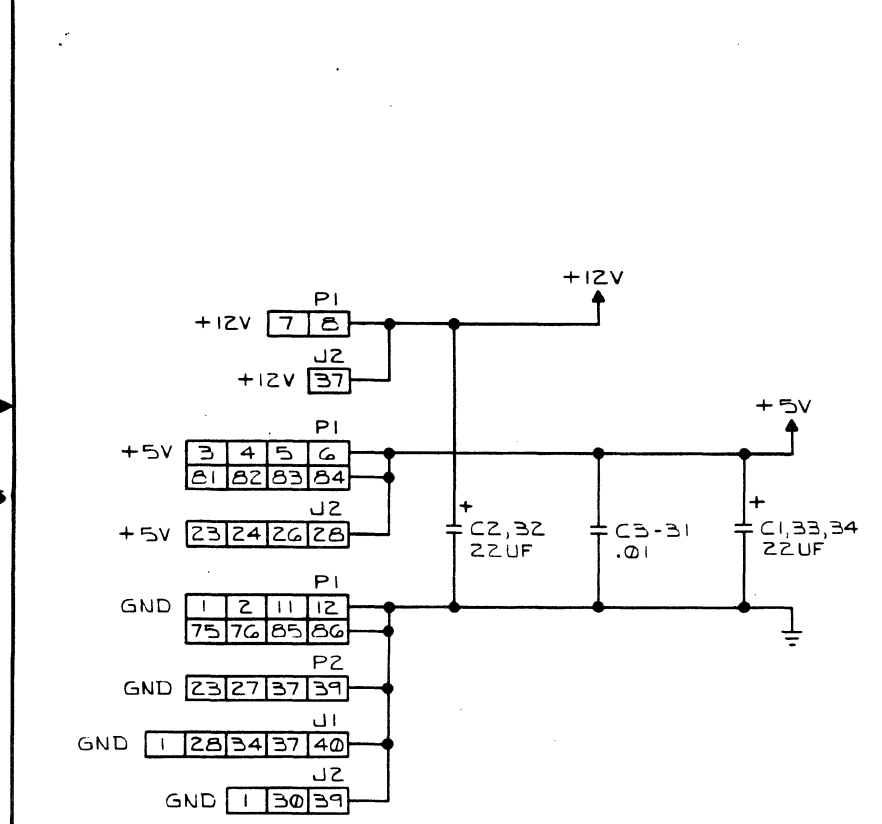 +12V
P1
+12V 7 8
J2
+12V 37
+5V
P1
+5V 3 4 5 6
81 82 83 84
J2
+5V 23 24 26 28
+ C2,32
22UF
C3-31
.01
+ C1,33,34
22UF
P1
GND 1 2 11 12
75 76 85 86
P2
GND 23 27 37 39
J1
GND 1 28 34 37 40
J2
GND 1 30 39